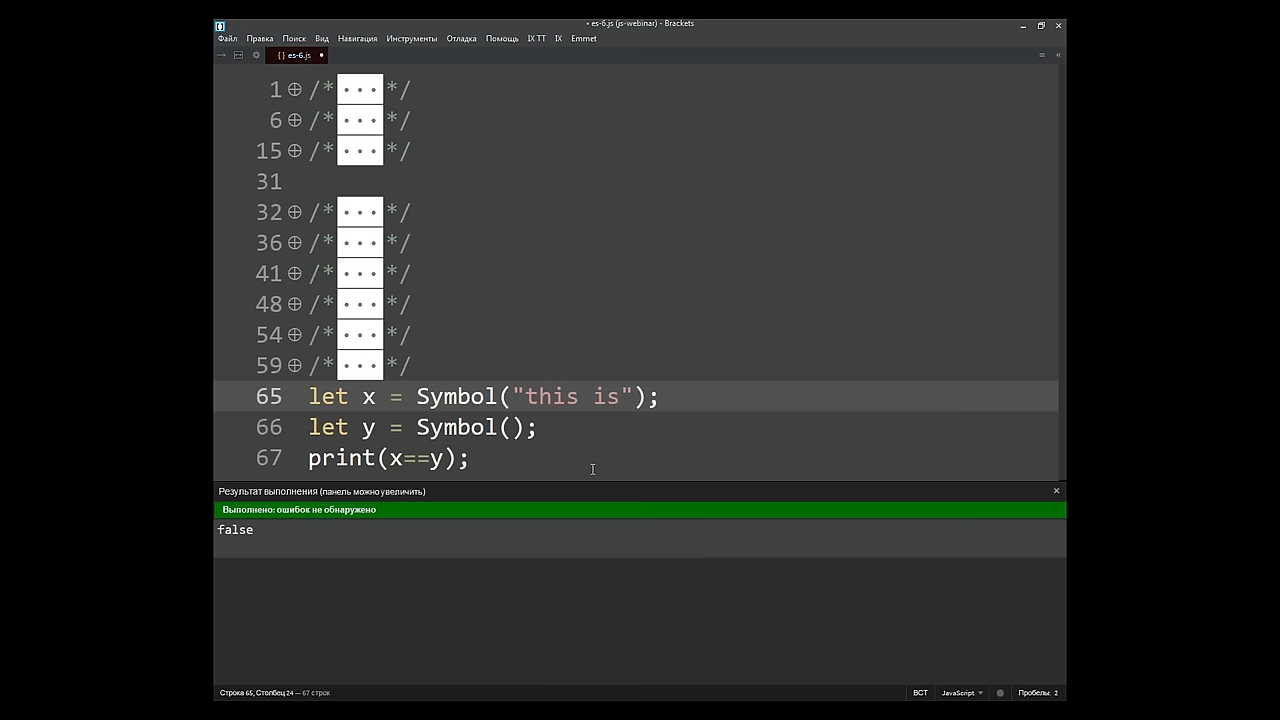 • es-6.js (js-webinar) - Brackets
Файл Правка Поиск Вид Навигация Инструменты Отладка Помощь IX TT IX Emmet
{} es-6.js •
1 /*...*/
6 /*...*/
15 /*...*/
31
32 /*...*/
36 /*...*/
41 /*...*/
48 /*...*/
54 /*...*/
59 /*...*/
65 let x = Symbol("this is");
66 let y = Symbol();
67 print(x==y);
Результат выполнения (панель можно увеличить)
Выполнено: ошибок не обнаружено
false
Строка 65, Столбец 24 — 67 строк ВСТ JavaScript Пробелы: 2